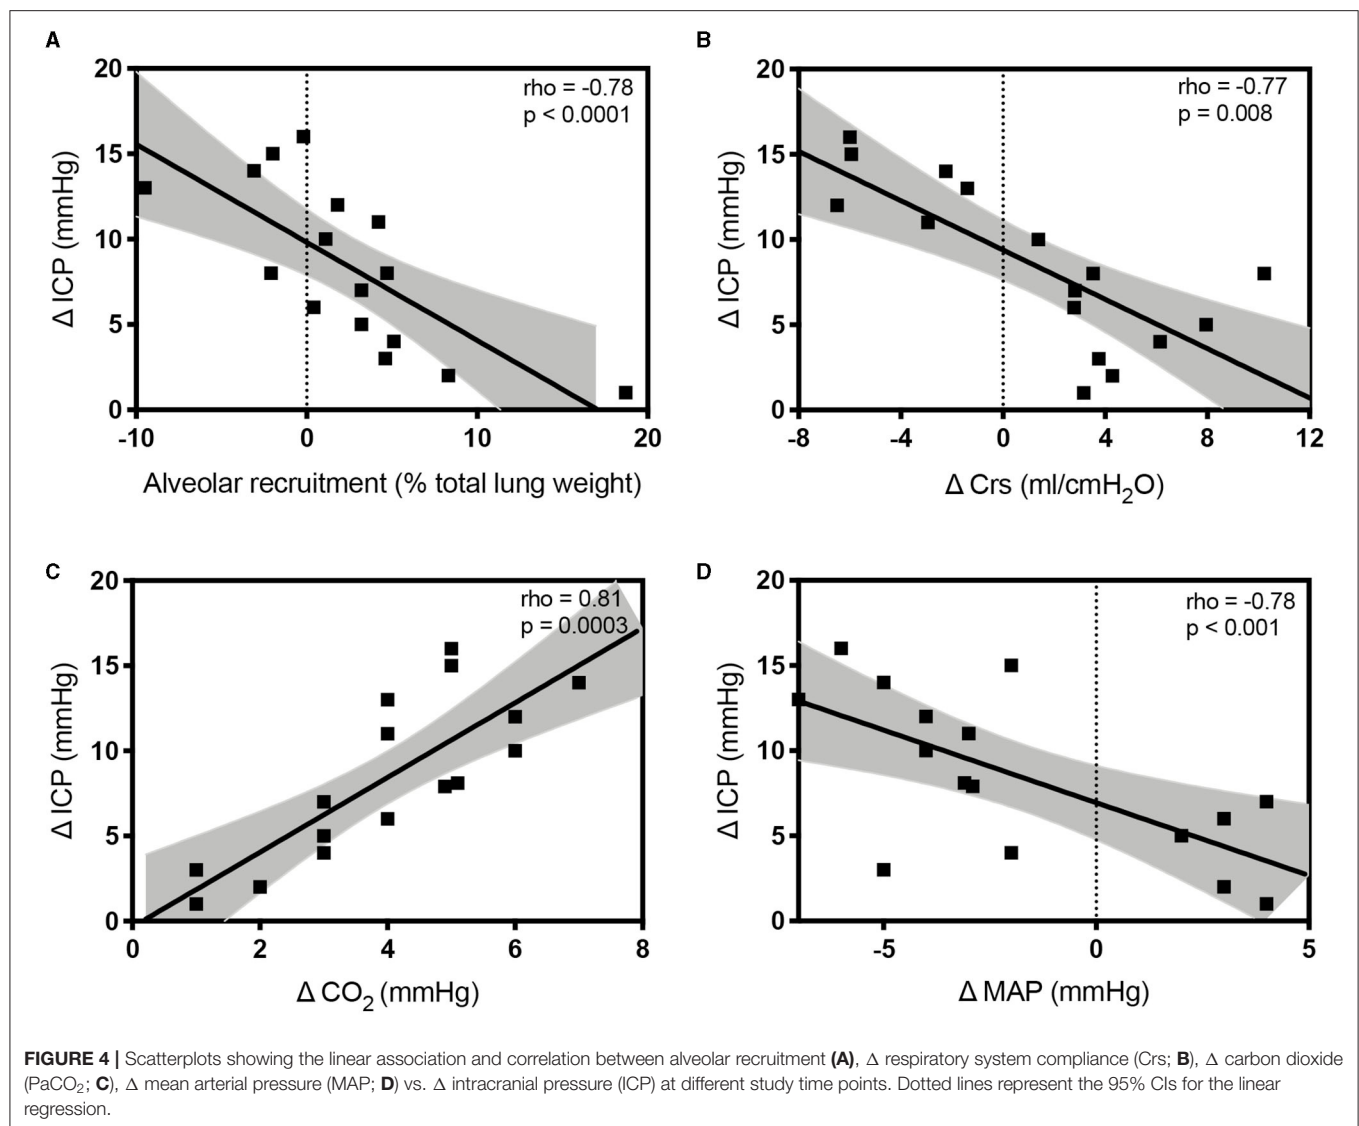 A
20
15
10
5
0
-10
0
10
20
Δ ICP (mmHg)
Alveolar recruitment (% total lung weight)
rho = -0.78
p < 0.0001
B
20
15
10
5
0
-8
-4
0
4
8
12
Δ ICP (mmHg)
Δ Crs (ml/cmH₂O)
rho = -0.77
p = 0.008
C
20
15
10
5
0
0
2
4
6
8
Δ ICP (mmHg)
Δ CO₂ (mmHg)
rho = 0.81
p = 0.0003
D
20
15
10
5
0
-5
0
5
Δ ICP (mmHg)
Δ MAP (mmHg)
rho = -0.78
p < 0.001
FIGURE 4 | Scatterplots showing the linear association and correlation between alveolar recruitment (A), Δ respiratory system compliance (Crs; B), Δ carbon dioxide
(PaCO₂; C), Δ mean arterial pressure (MAP; D) vs. Δ intracranial pressure (ICP) at different study time points. Dotted lines represent the 95% CIs for the linear
regression.